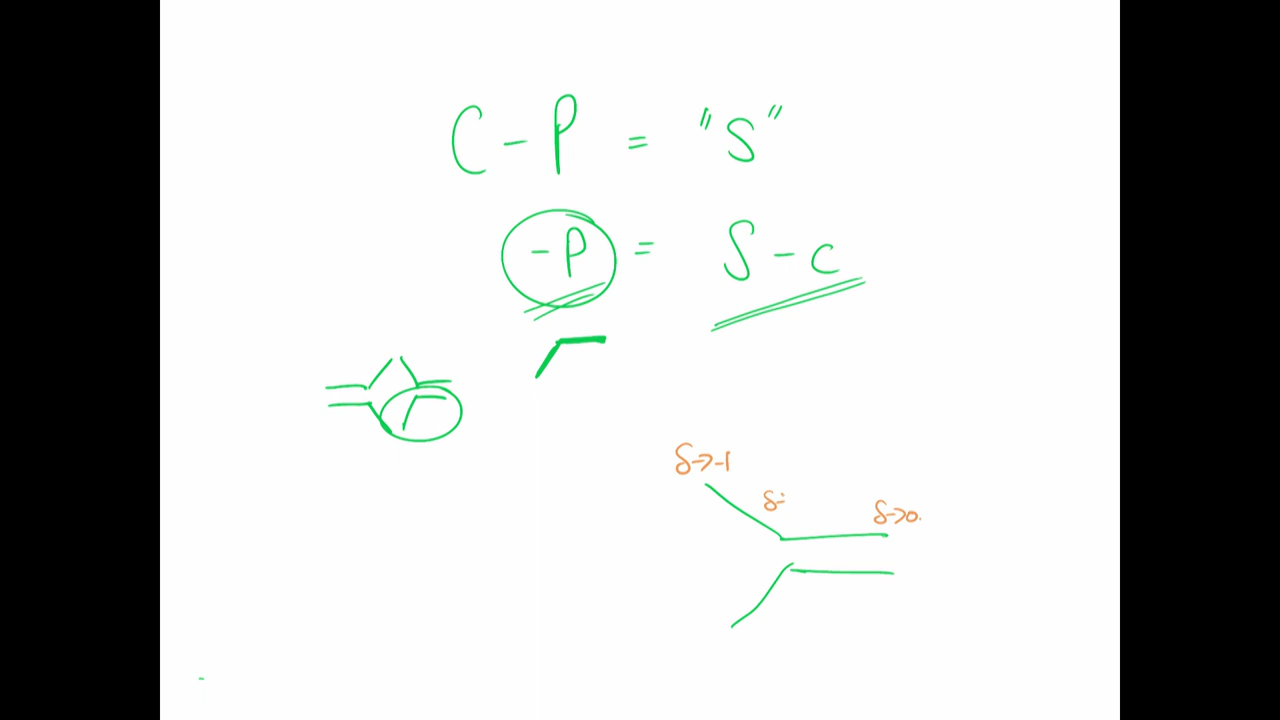 C - P = "S"
-P = S - c
δ→-1
δ=
δ→0.